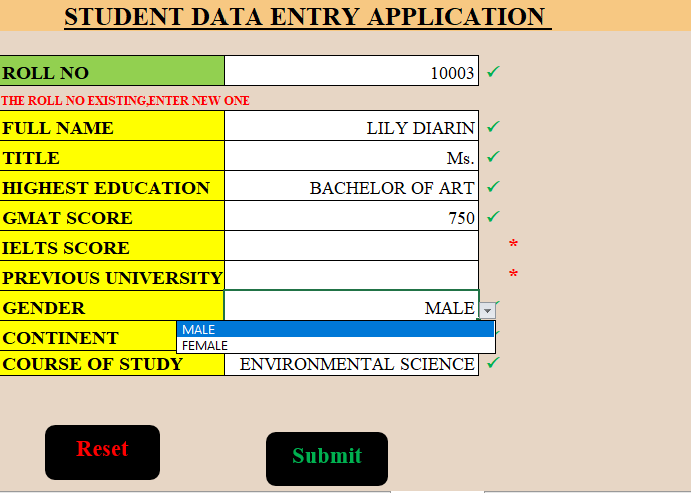 STUDENT DATA ENTRY APPLICATION
ROLL NO 10003 ✓
THE ROLL NO EXISTING,ENTER NEW ONE
FULL NAME LILY DIARIN ✓
TITLE Ms. ✓
HIGHEST EDUCATION BACHELOR OF ART ✓
GMAT SCORE 750 ✓
IELTS SCORE *
PREVIOUS UNIVERSITY *
GENDER MALE
MALE
CONTINENT
FEMALE
COURSE OF STUDY ENVIRONMENTAL SCIENCE ✓
Reset Submit